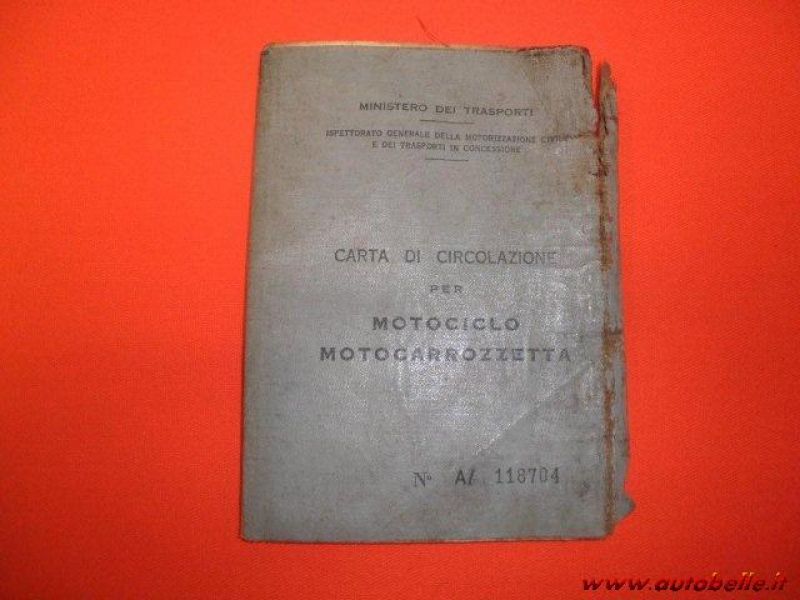 MINISTERO DEI TRASPORTI
ISPETTORATO GENERALE DELLA MOTORIZZAZIONE CIVILE
E DEI TRASPORTI IN CONCESSIONE
CARTA DI CIRCOLAZIONE
PER
MOTOCICLO
MOTOCARROZZETTA
N° A/ 118704
www.autobelle.it